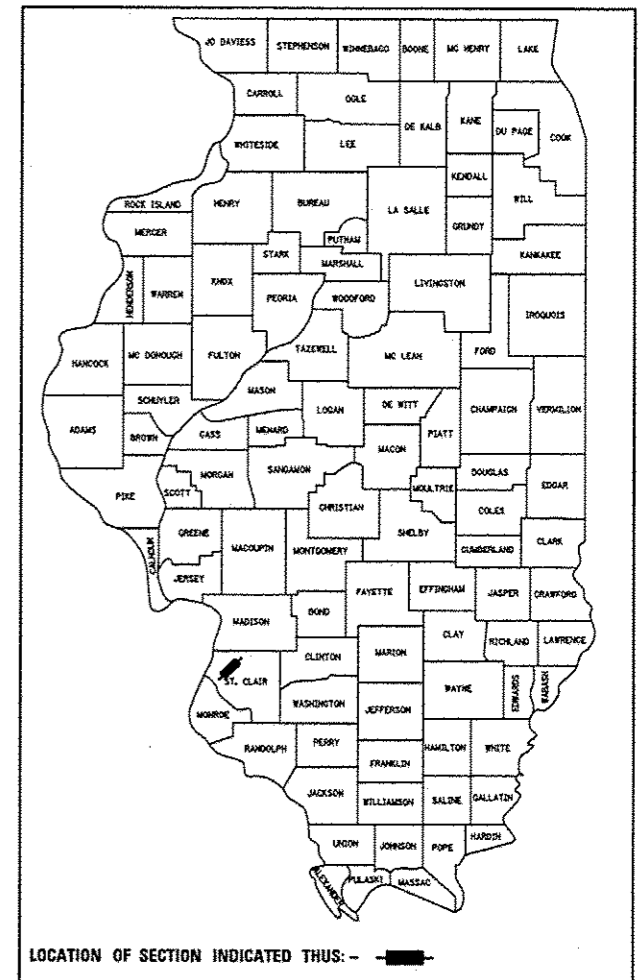 JO DAVIESS STEPHENSON WINNEBAGO BOONE MC HENRY LAKE
CARROLL OGLE DE KALB KANE DU PAGE COOK
WHITESIDE LEE
KENDALL WILL
ROCK ISLAND HENRY BUREAU LA SALLE
MERCER PUTNAM GRUNDY
STARK MARSHALL KANKAKEE
HENDERSON WARREN KNOX PEORIA WOODFORD LIVINGSTON
IROQUOIS
HANCOCK MC DONOUGH FULTON TAZEWELL MC LEAN FORD
MASON
SCHUYLER LOGAN DE WITT CHAMPAIGN VERMILION
ADAMS BROWN CASS MENARD MACON PIATT
MORGAN SANGAMON DOUGLAS
PIKE SCOTT CHRISTIAN MOULTRIE EDGAR
COLES
GREENE MACOUPIN MONTGOMERY SHELBY CLARK
CALHOUN CUMBERLAND
JERSEY FAYETTE EFFINGHAM JASPER CRAWFORD
MADISON BOND
CLAY RICHLAND LAWRENCE
CLINTON MARION
ST. CLAIR WAYNE EDWARDS WABASH
MONROE WASHINGTON JEFFERSON
RANDOLPH PERRY HAMILTON WHITE
FRANKLIN
JACKSON WILLIAMSON SALINE GALLATIN
UNION JOHNSON POPE HARDIN
ALEXANDER PULASKI MASSAC
LOCATION OF SECTION INDICATED THUS: -